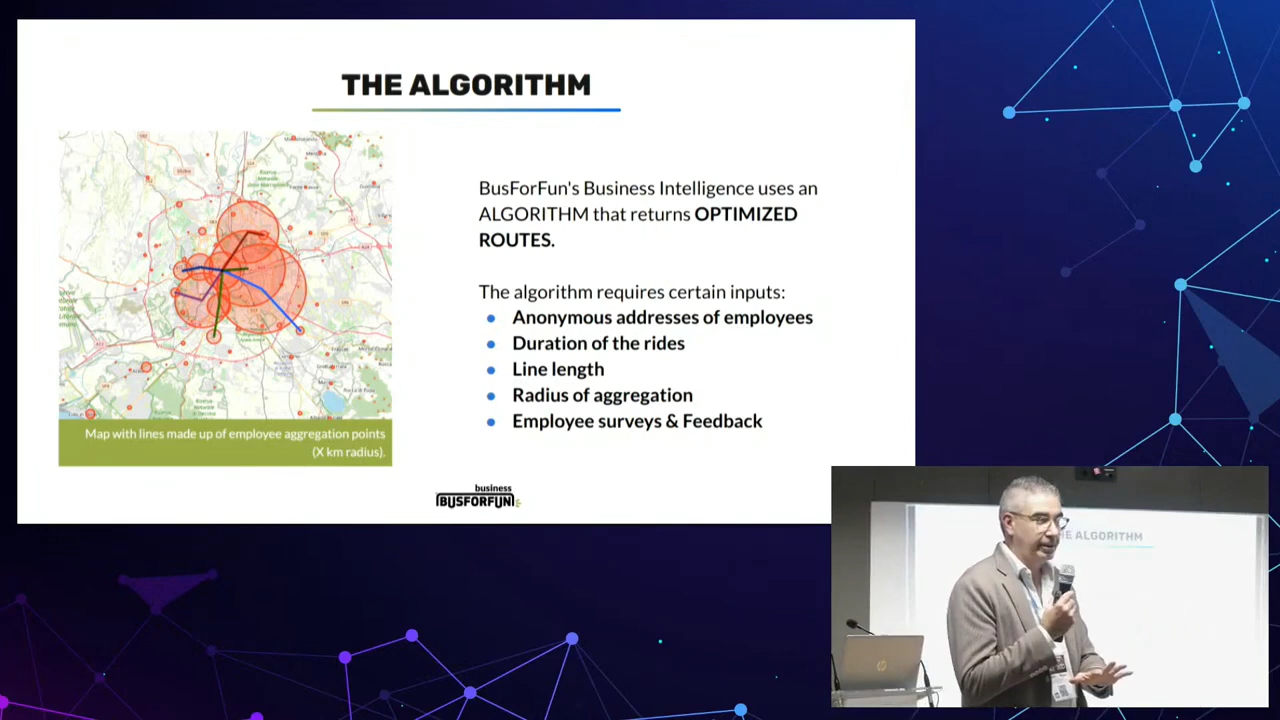 THE ALGORITHM
BusForFun's Business Intelligence uses an
ALGORITHM that returns OPTIMIZED
ROUTES.
The algorithm requires certain inputs:
Anonymous addresses of employees
Duration of the rides
Line length
Radius of aggregation
Employee surveys & Feedback
Map with lines made up of employee aggregation points
(X km radius).
business
BUSFORFUN
HE ALGORITHM
hp